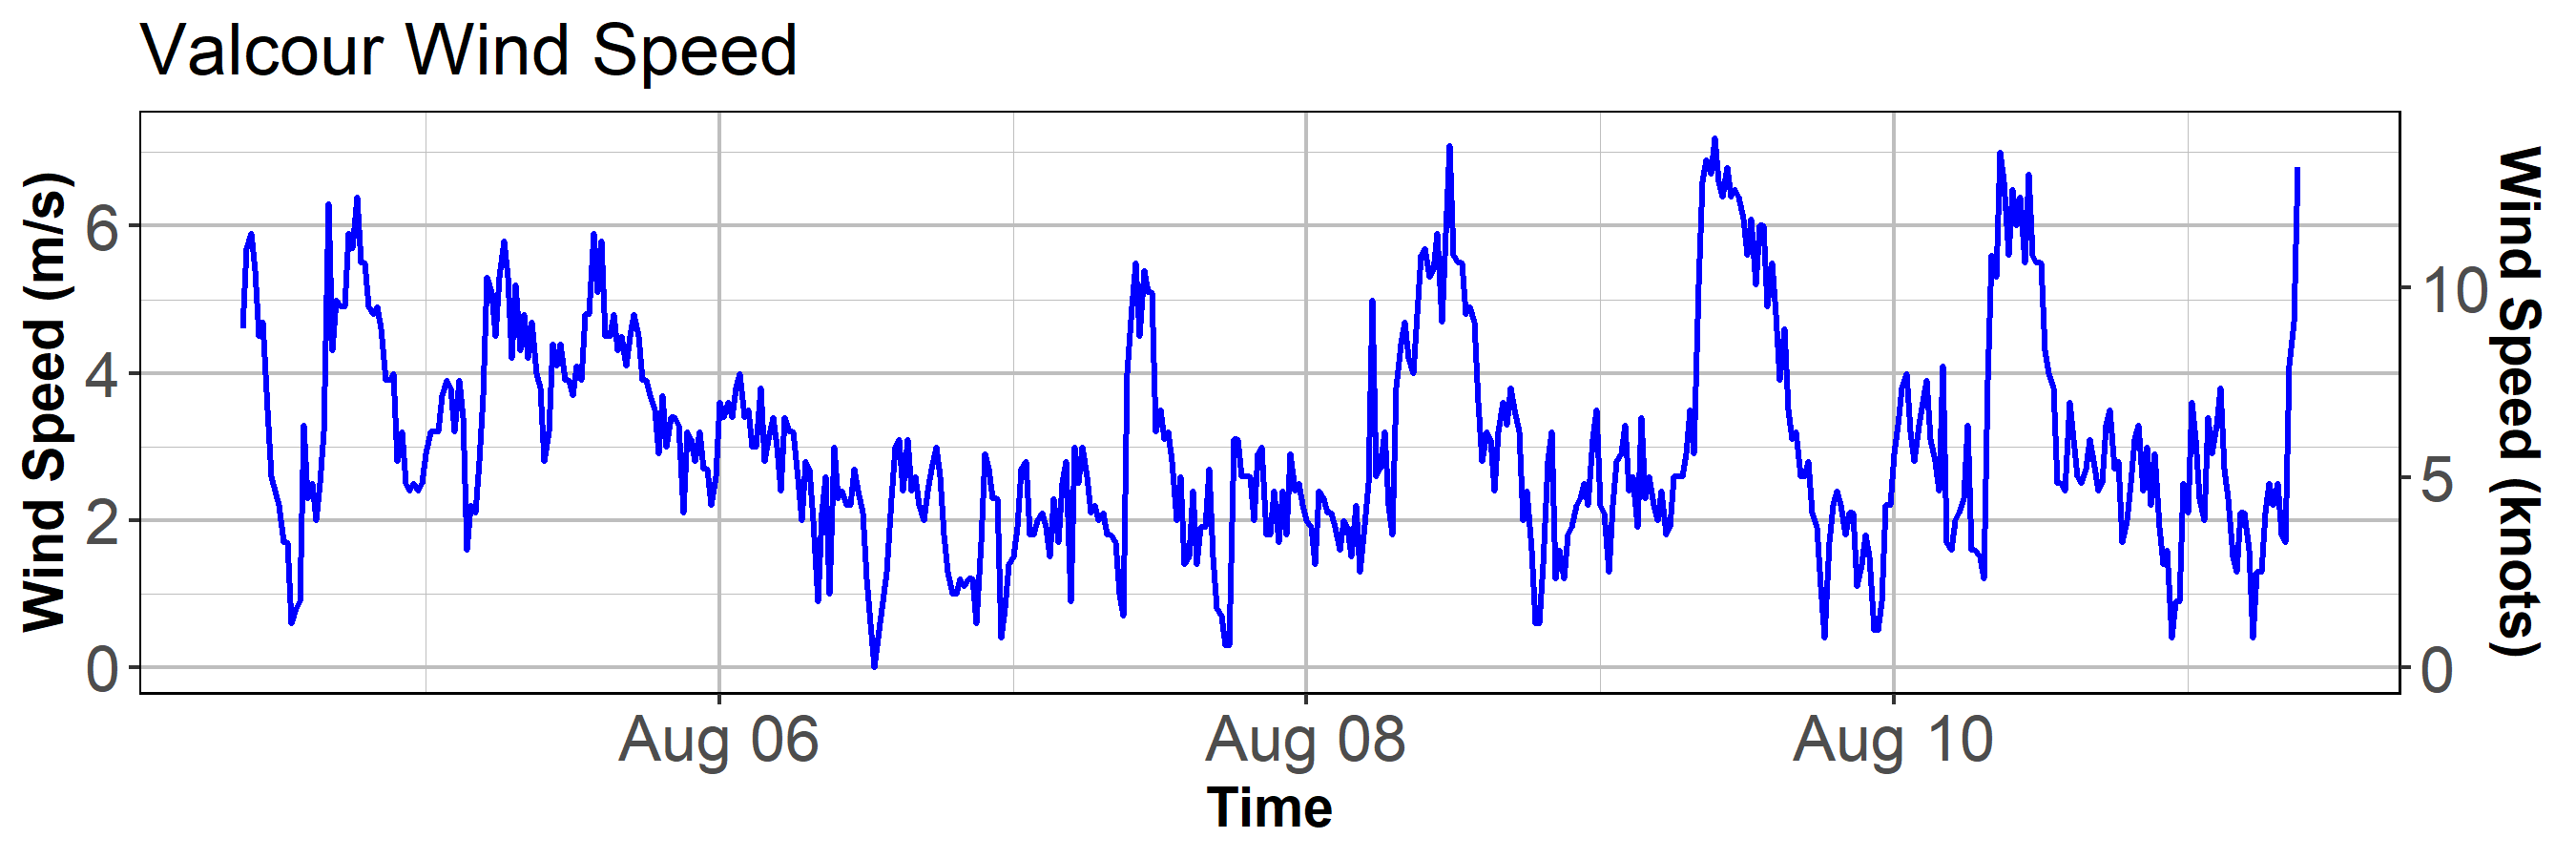 Valcour Wind Speed
Wind Speed (m/s)
6
4
2
0
10
5
0
Wind Speed (knots)
Aug 06
Aug 08
Aug 10
Time